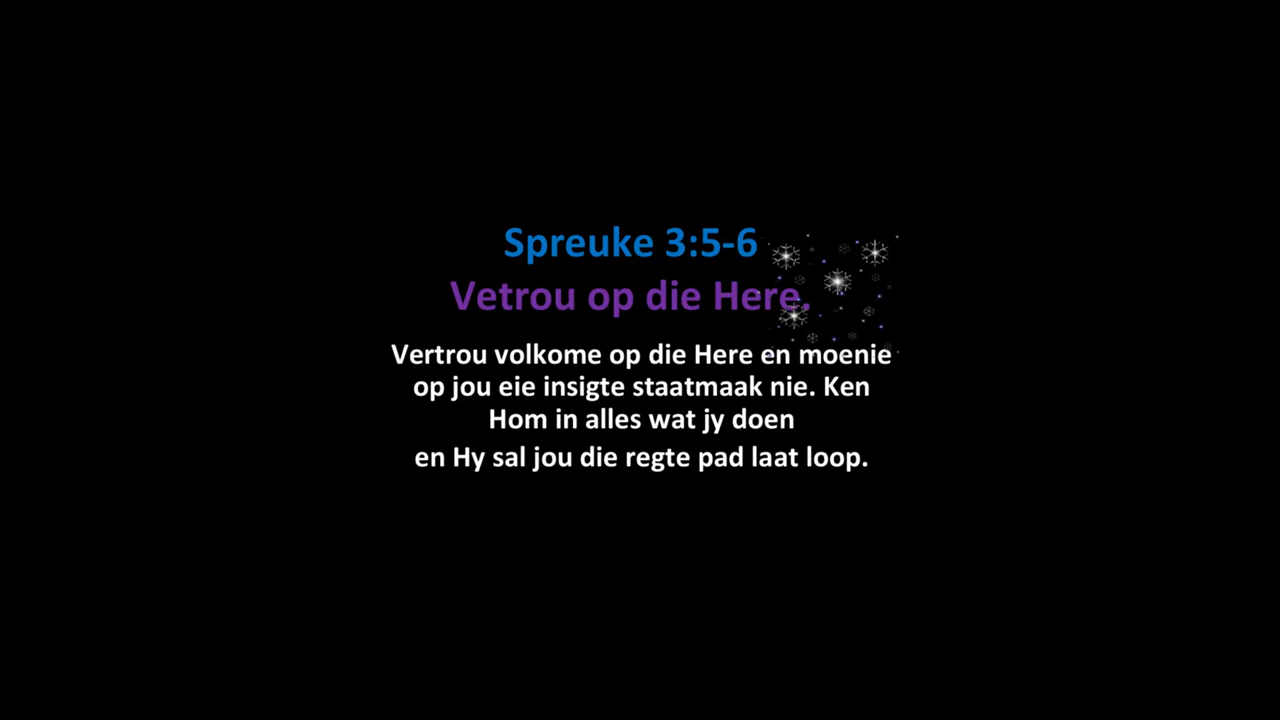 Spreuke 3:5-6
Vetrou op die Here.
Vertrou volkome op die Here en moenie
op jou eie insigte staatmaak nie. Ken
Hom in alles wat jy doen
en Hy sal jou die regte pad laat loop.